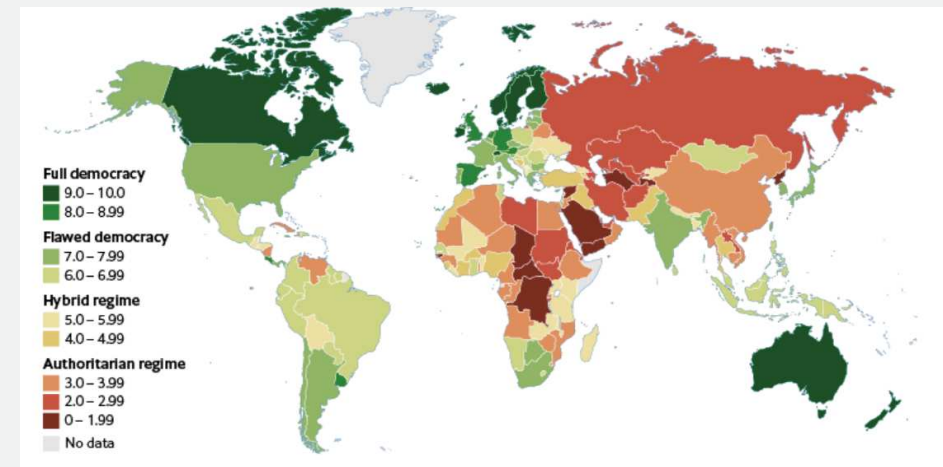 Full democracy
9.0 – 10.0
8.0 – 8.99
Flawed democracy
7.0 – 7.99
6.0 – 6.99
Hybrid regime
5.0 – 5.99
4.0 – 4.99
Authoritarian regime
3.0 – 3.99
2.0 – 2.99
0 – 1.99
No data